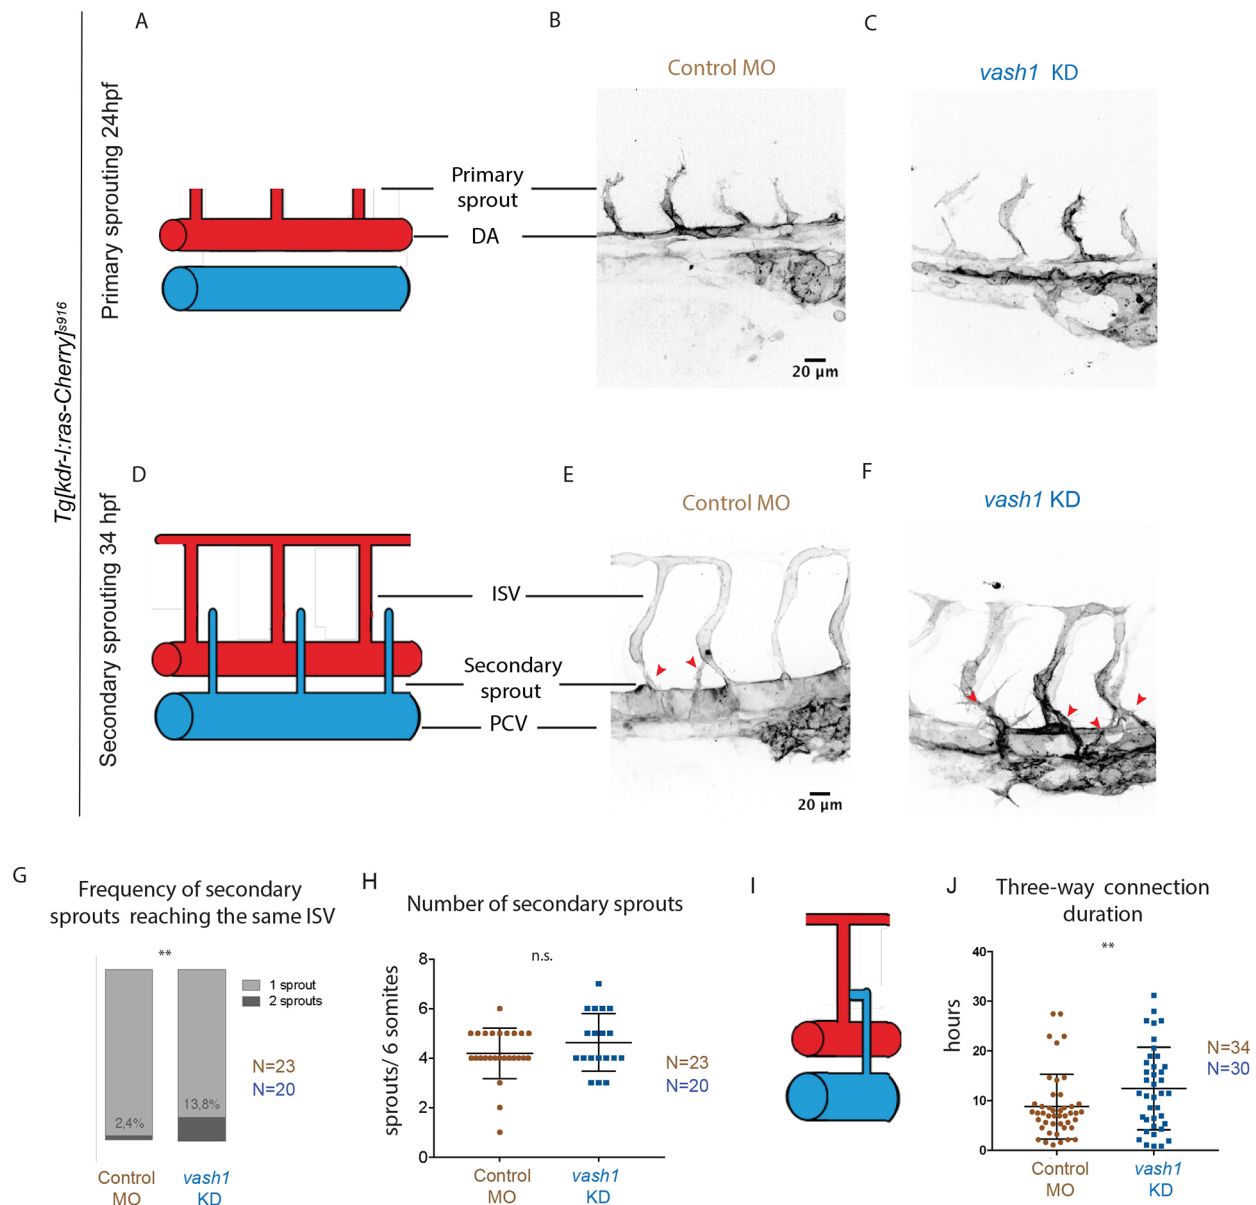 Tg[kdr-l:ras-Cherry]s916
Primary sprouting 24hpf
A
B
C
Control MO
vash1 KD
Primary
sprout
DA
20 µm
Secondary sprouting 34 hpf
D
E
F
Control MO
vash1 KD
ISV
Secondary
sprout
PCV
20 µm
G
Frequency of secondary
sprouts reaching the same ISV
**
1 sprout
2 sprouts
2,4%
13,8%
N=23
N=20
Control
MO
vash1
KD
H
Number of secondary sprouts
n.s.
sprouts/ 6 somites
8
6
4
2
0
N=23
N=20
Control
MO
vash1
KD
I
J
Three-way connection
duration
**
hours
40
30
20
10
0
N=34
N=30
Control
MO
vash1
KD